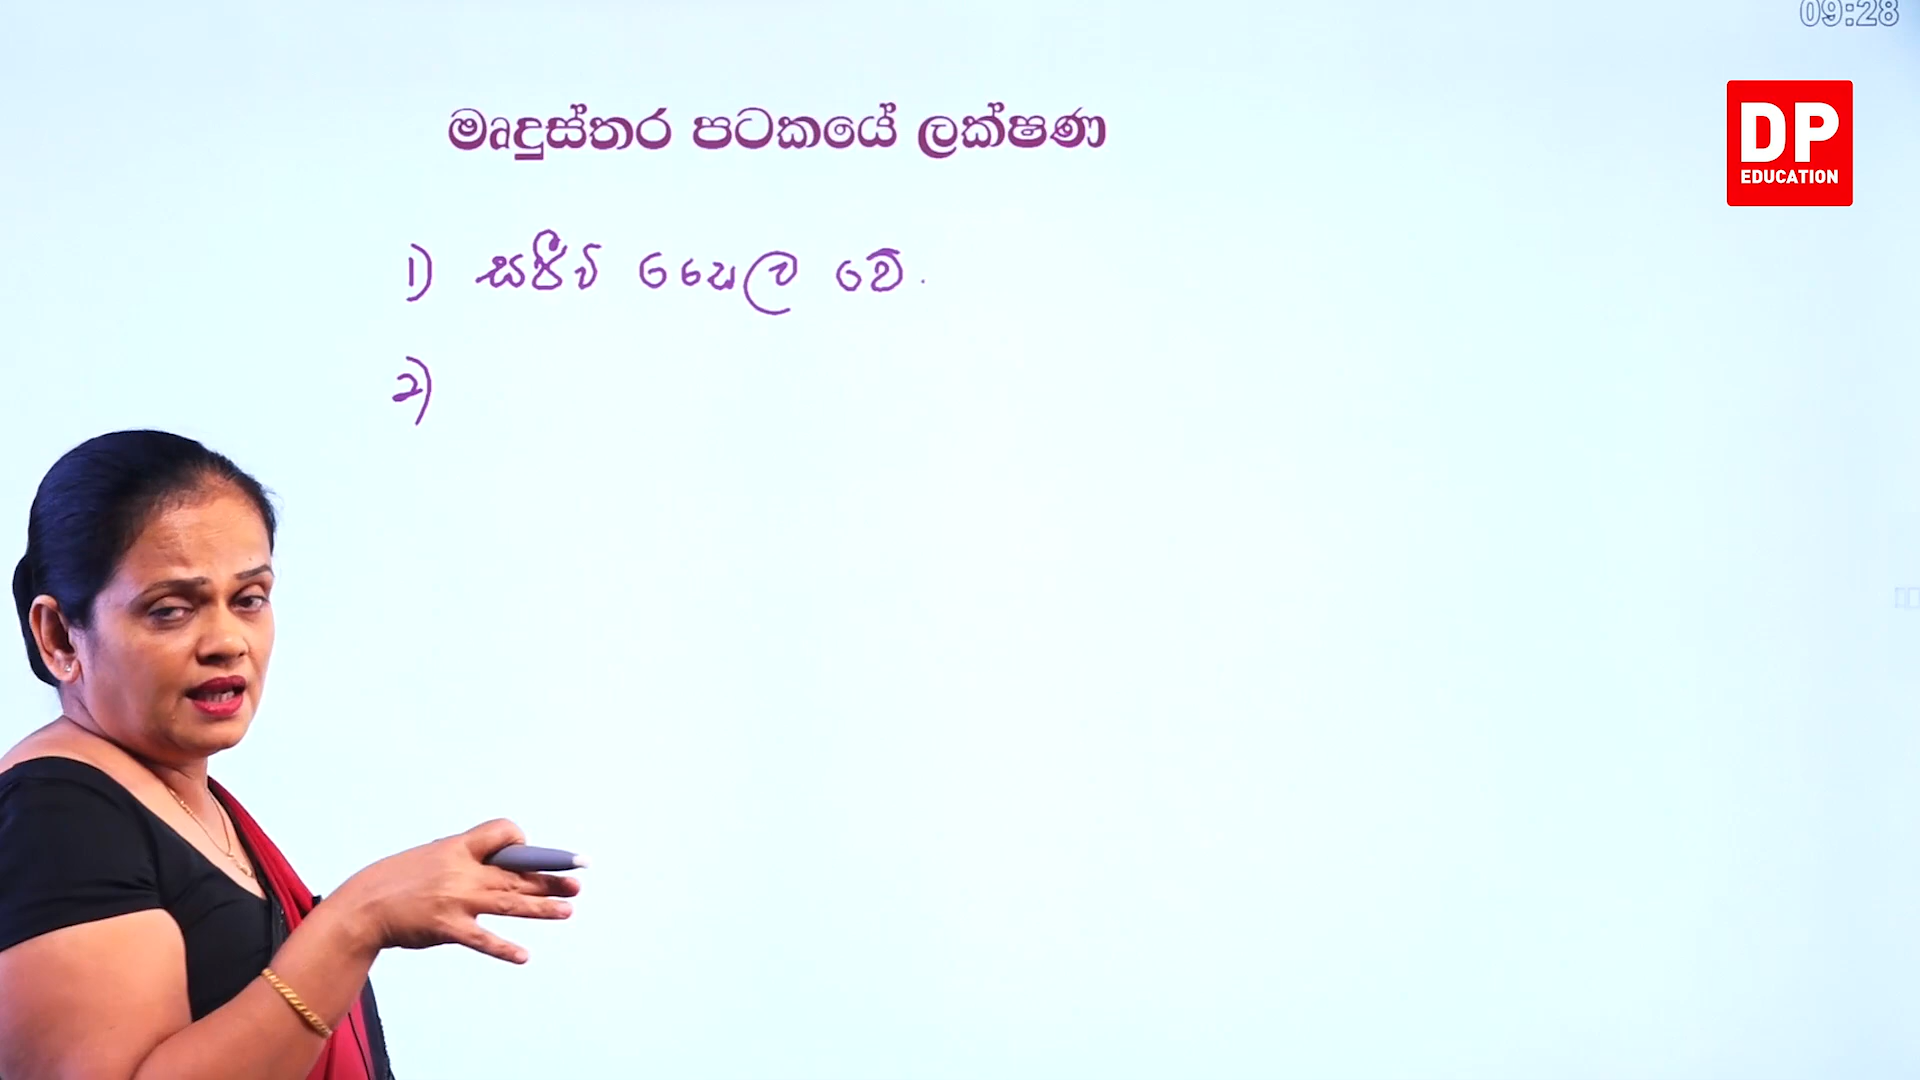 09:28
DP
EDUCATION
මෘදුස්තර පටකයේ ලක්ෂණ
1) සජීව සෛල වේ.
2)